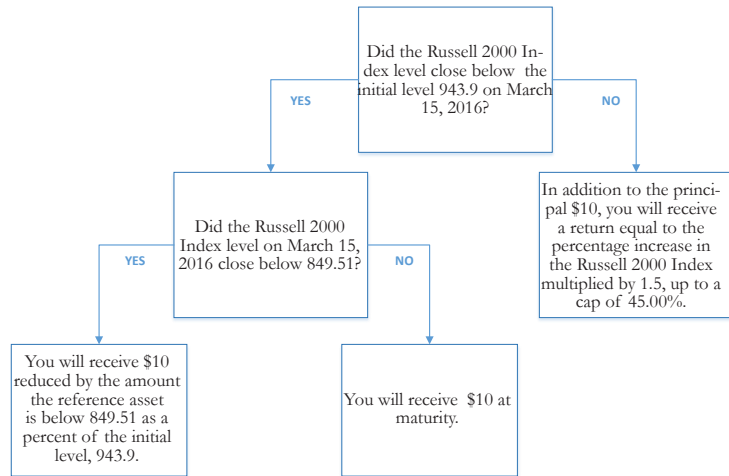 Did the Russell 2000 In-
dex level close below the
initial level 943.9 on March
15, 2016?
YES
NO
Did the Russell 2000
Index level on March 15,
2016 close below 849.51?
In addition to the princi-
pal $10, you will receive
a return equal to the
percentage increase in
the Russell 2000 Index
multiplied by 1.5, up to a
cap of 45.00%.
YES
NO
You will receive $10
reduced by the amount
the reference asset
is below 849.51 as a
percent of the initial
level, 943.9.
You will receive $10 at
maturity.